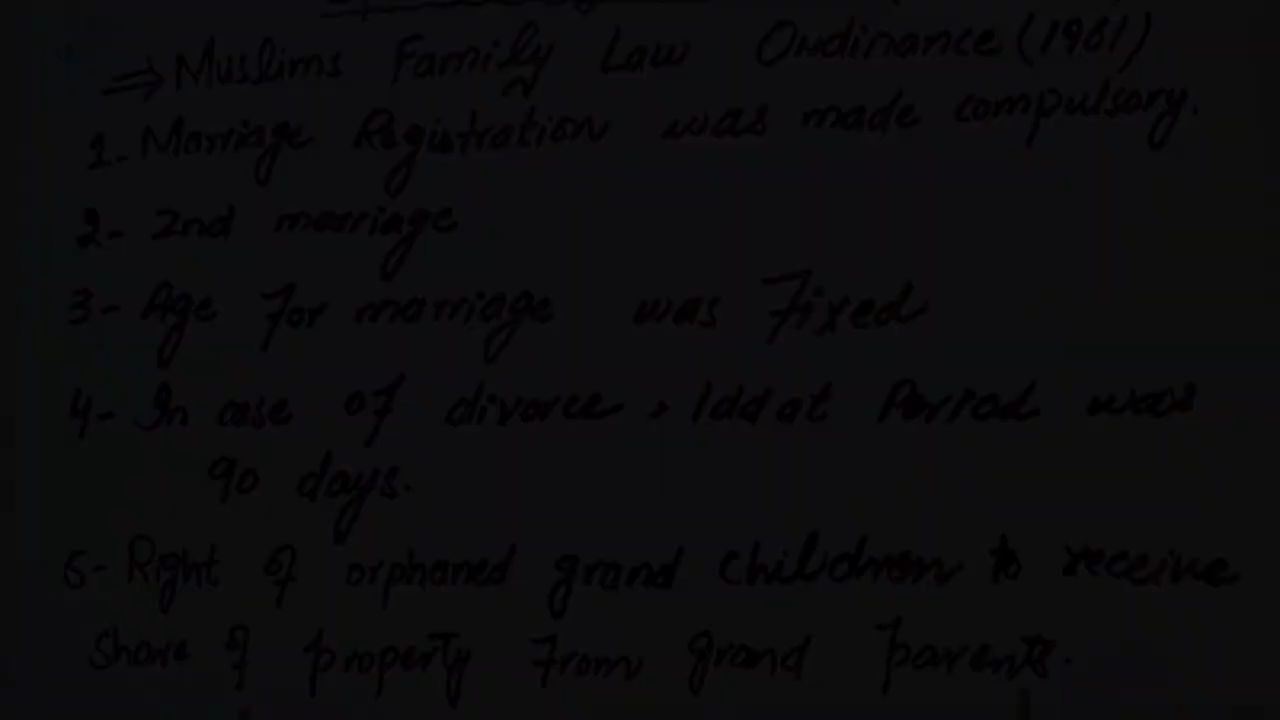 ⇒ Muslims Family Law Ordinance (1961)
1- Marriage Registration was made compulsory.
2- 2nd marriage
3- Age for marriage was Fixed
4- In case of divorce, Iddat Period was
90 days.
5- Right of orphaned grand children to receive
Share of property from grand parents.